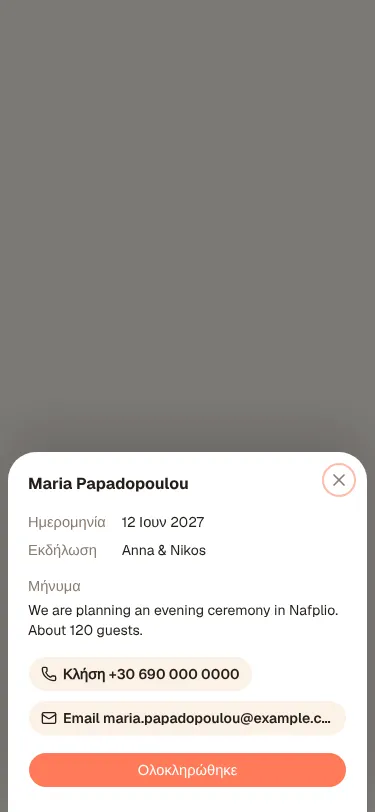 Maria Papadopoulou
Ημερομηνία 12 Ιουν 2027
Εκδήλωση Anna & Nikos
Μήνυμα
We are planning an evening ceremony in Nafplio.
About 120 guests.
Κλήση +30 690 000 0000
Email maria.papadopoulou@example.c...
Ολοκληρώθηκε